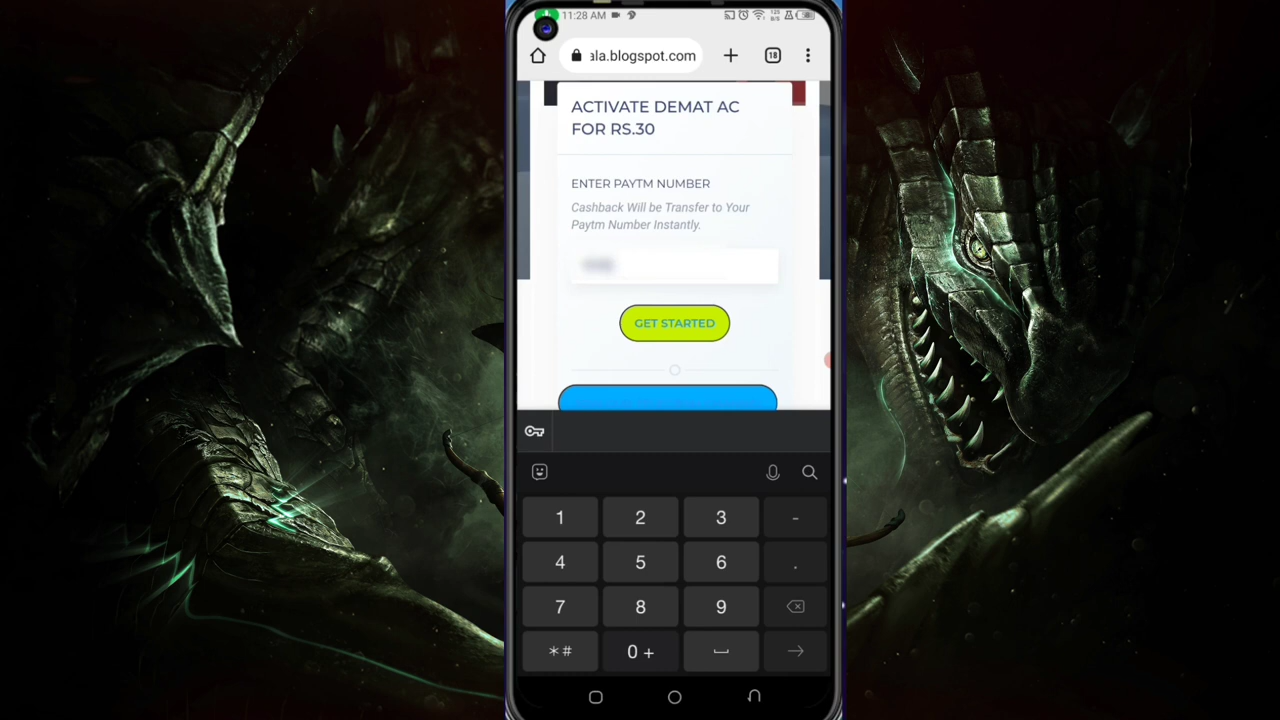 11:28 AM
ala.blogspot.com
18
ACTIVATE DEMAT AC
FOR RS.30
ENTER PAYTM NUMBER
Cashback Will be Transfer to Your
Paytm Number Instantly.
GET STARTED
1 2 3 -
4 5 6 .
7 8 9
*# 0 +